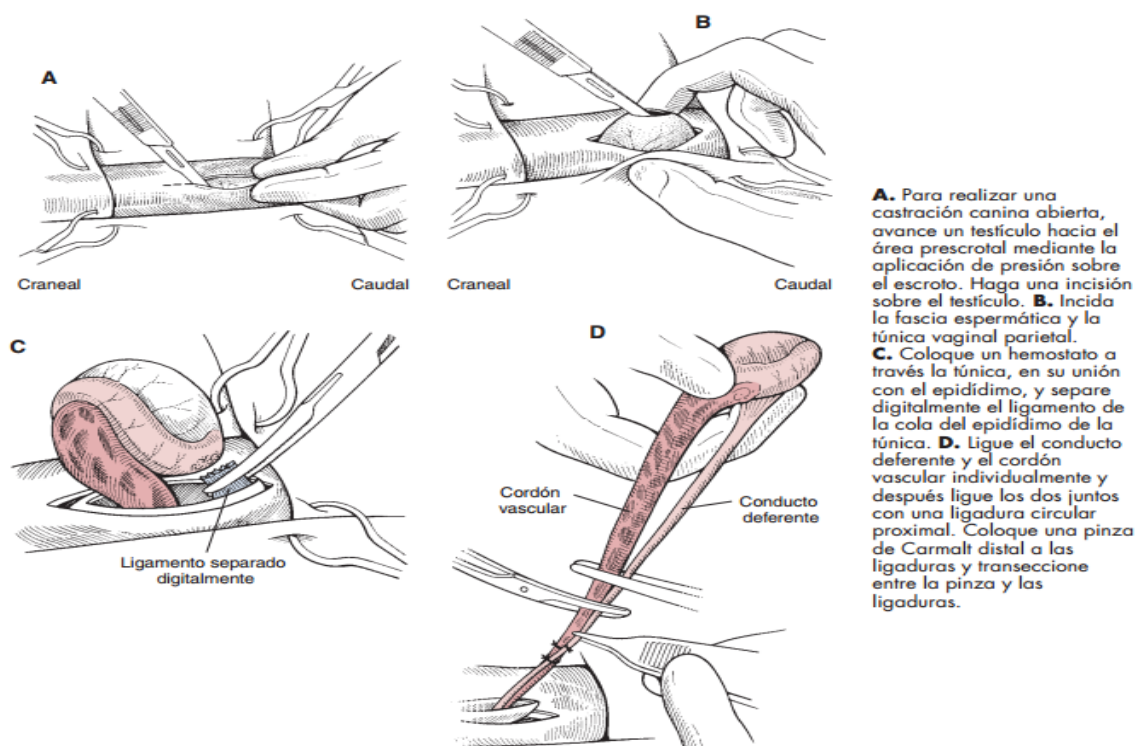 A
Craneal
Caudal
B
Craneal
Caudal
C
Ligamento separado
digitalmente
D
Cordón
vascular
Conducto
deferente
A. Para realizar una
castración canina abierta,
avance un testículo hacia el
área prescrotal mediante la
aplicación de presión sobre
el escroto. Haga una incisión
sobre el testículo. B. Incida
la fascia espermática y la
túnica vaginal parietal.
C. Coloque un hemostato a
través la túnica, en su unión
con el epidídimo, y separe
digitalmente el ligamento de
la cola del epidídimo de la
túnica. D. Ligue el conducto
deferente y el cordón
vascular individualmente y
después ligue los dos juntos
con una ligadura circular
proximal. Coloque una pinza
de Carmalt distal a las
ligaduras y transeccione
entre la pinza y las
ligaduras.